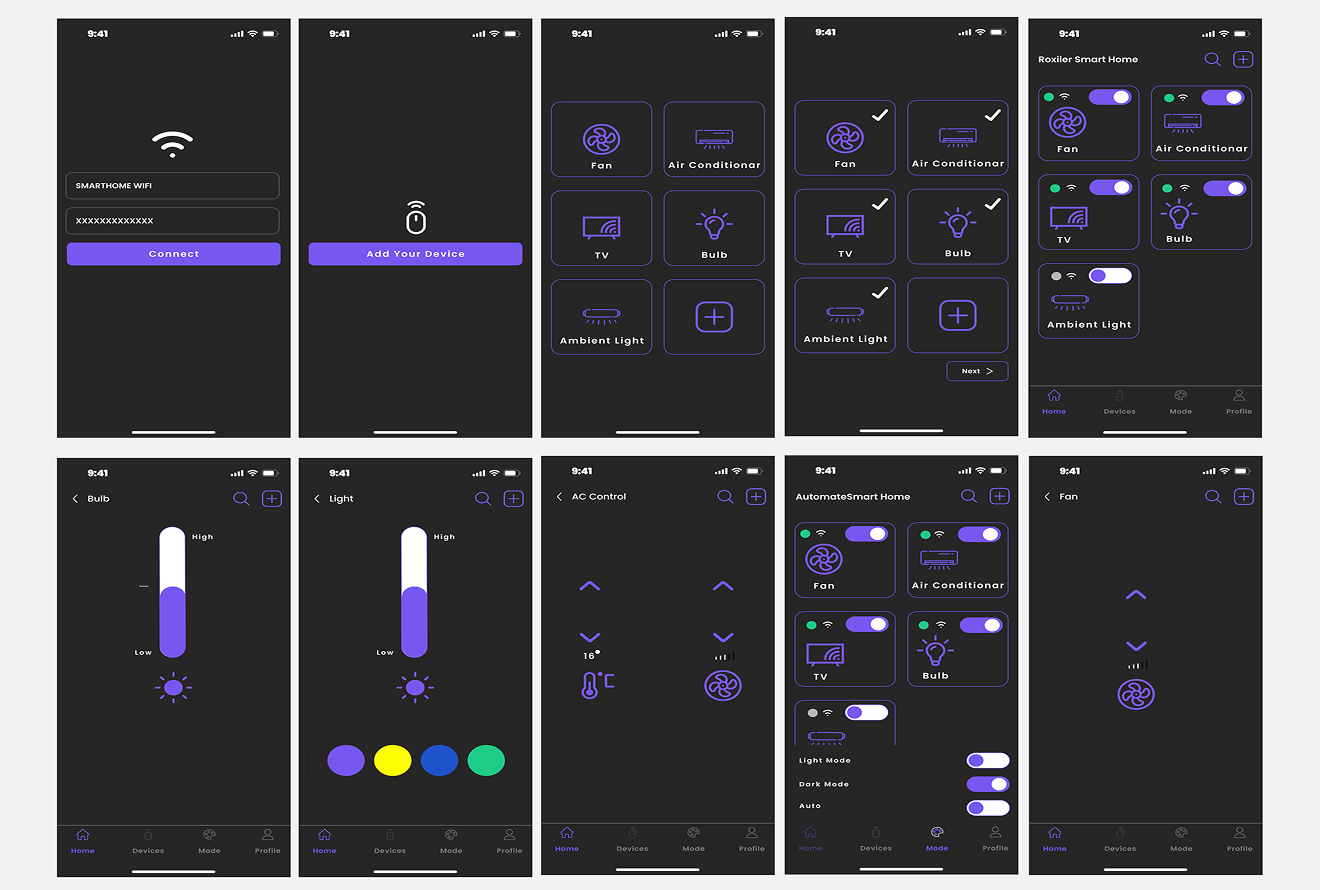 9:41
SMARTHOME WIFI
XXXXXXXXXXXXX
Connect
9:41
Add Your Device
9:41
Fan
Air Conditionar
TV
Bulb
Ambient Light
9:41
Fan
Air Conditionar
TV
Bulb
Ambient Light
Next >
9:41
Roxiler Smart Home
Fan
Air Conditionar
TV
Bulb
Ambient Light
Home Devices Mode Profile
9:41
Bulb
High
Low
Home Devices Mode Profile
9:41
Light
High
Low
Home Devices Mode Profile
9:41
AC Control
16°
°C
Home Devices Mode Profile
9:41
AutomateSmart Home
Fan
Air Conditionar
TV
Bulb
Light Mode
Dark Mode
Auto
Home Devices Mode Profile
9:41
Fan
Home Devices Mode Profile